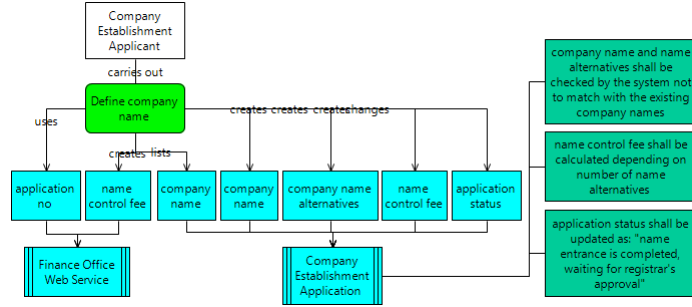 Company
Establishment
Applicant
carries out
Define company
name
uses
creates
lists
creates
creates
creates
changes
application
no
name
control fee
company
name
company
name
company name
alternatives
name
control fee
application
status
Finance Office
Web Service
Company
Establishment
Application
company name and name
alternatives shall be
checked by the system not
to match with the existing
company names
name control fee shall be
calculated depending on
number of name
alternatives
application status shall be
updated as: "name
entrance is completed,
waiting for registrar's
approval"